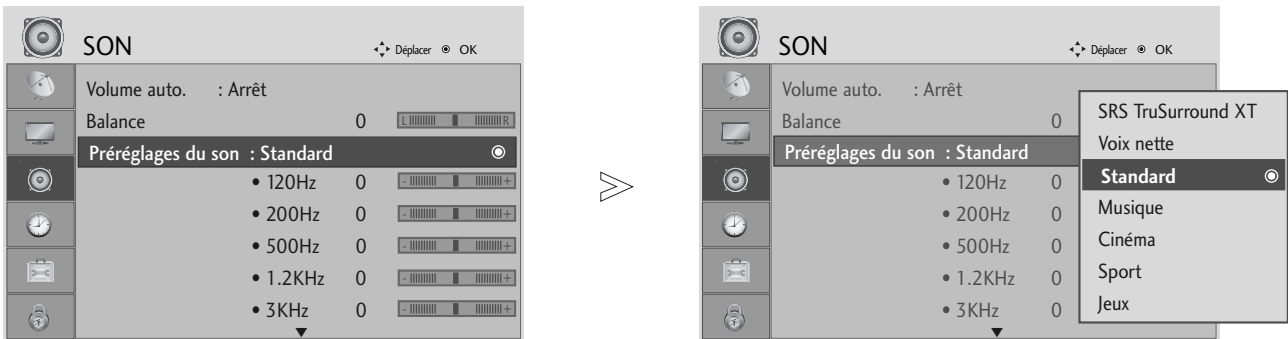 SON
Déplacer OK
Volume auto. : Arrêt
Balance 0 L R
Préréglages du son : Standard
• 120Hz 0 - +
• 200Hz 0 - +
• 500Hz 0 - +
• 1.2KHz 0 - +
• 3KHz 0 - +
SON
Déplacer OK
Volume auto. : Arrêt
Balance 0
Préréglages du son : Standard
• 120Hz 0
• 200Hz 0
• 500Hz 0
• 1.2KHz 0
• 3KHz 0
SRS TruSurround XT
Voix nette
Standard
Musique
Cinéma
Sport
Jeux